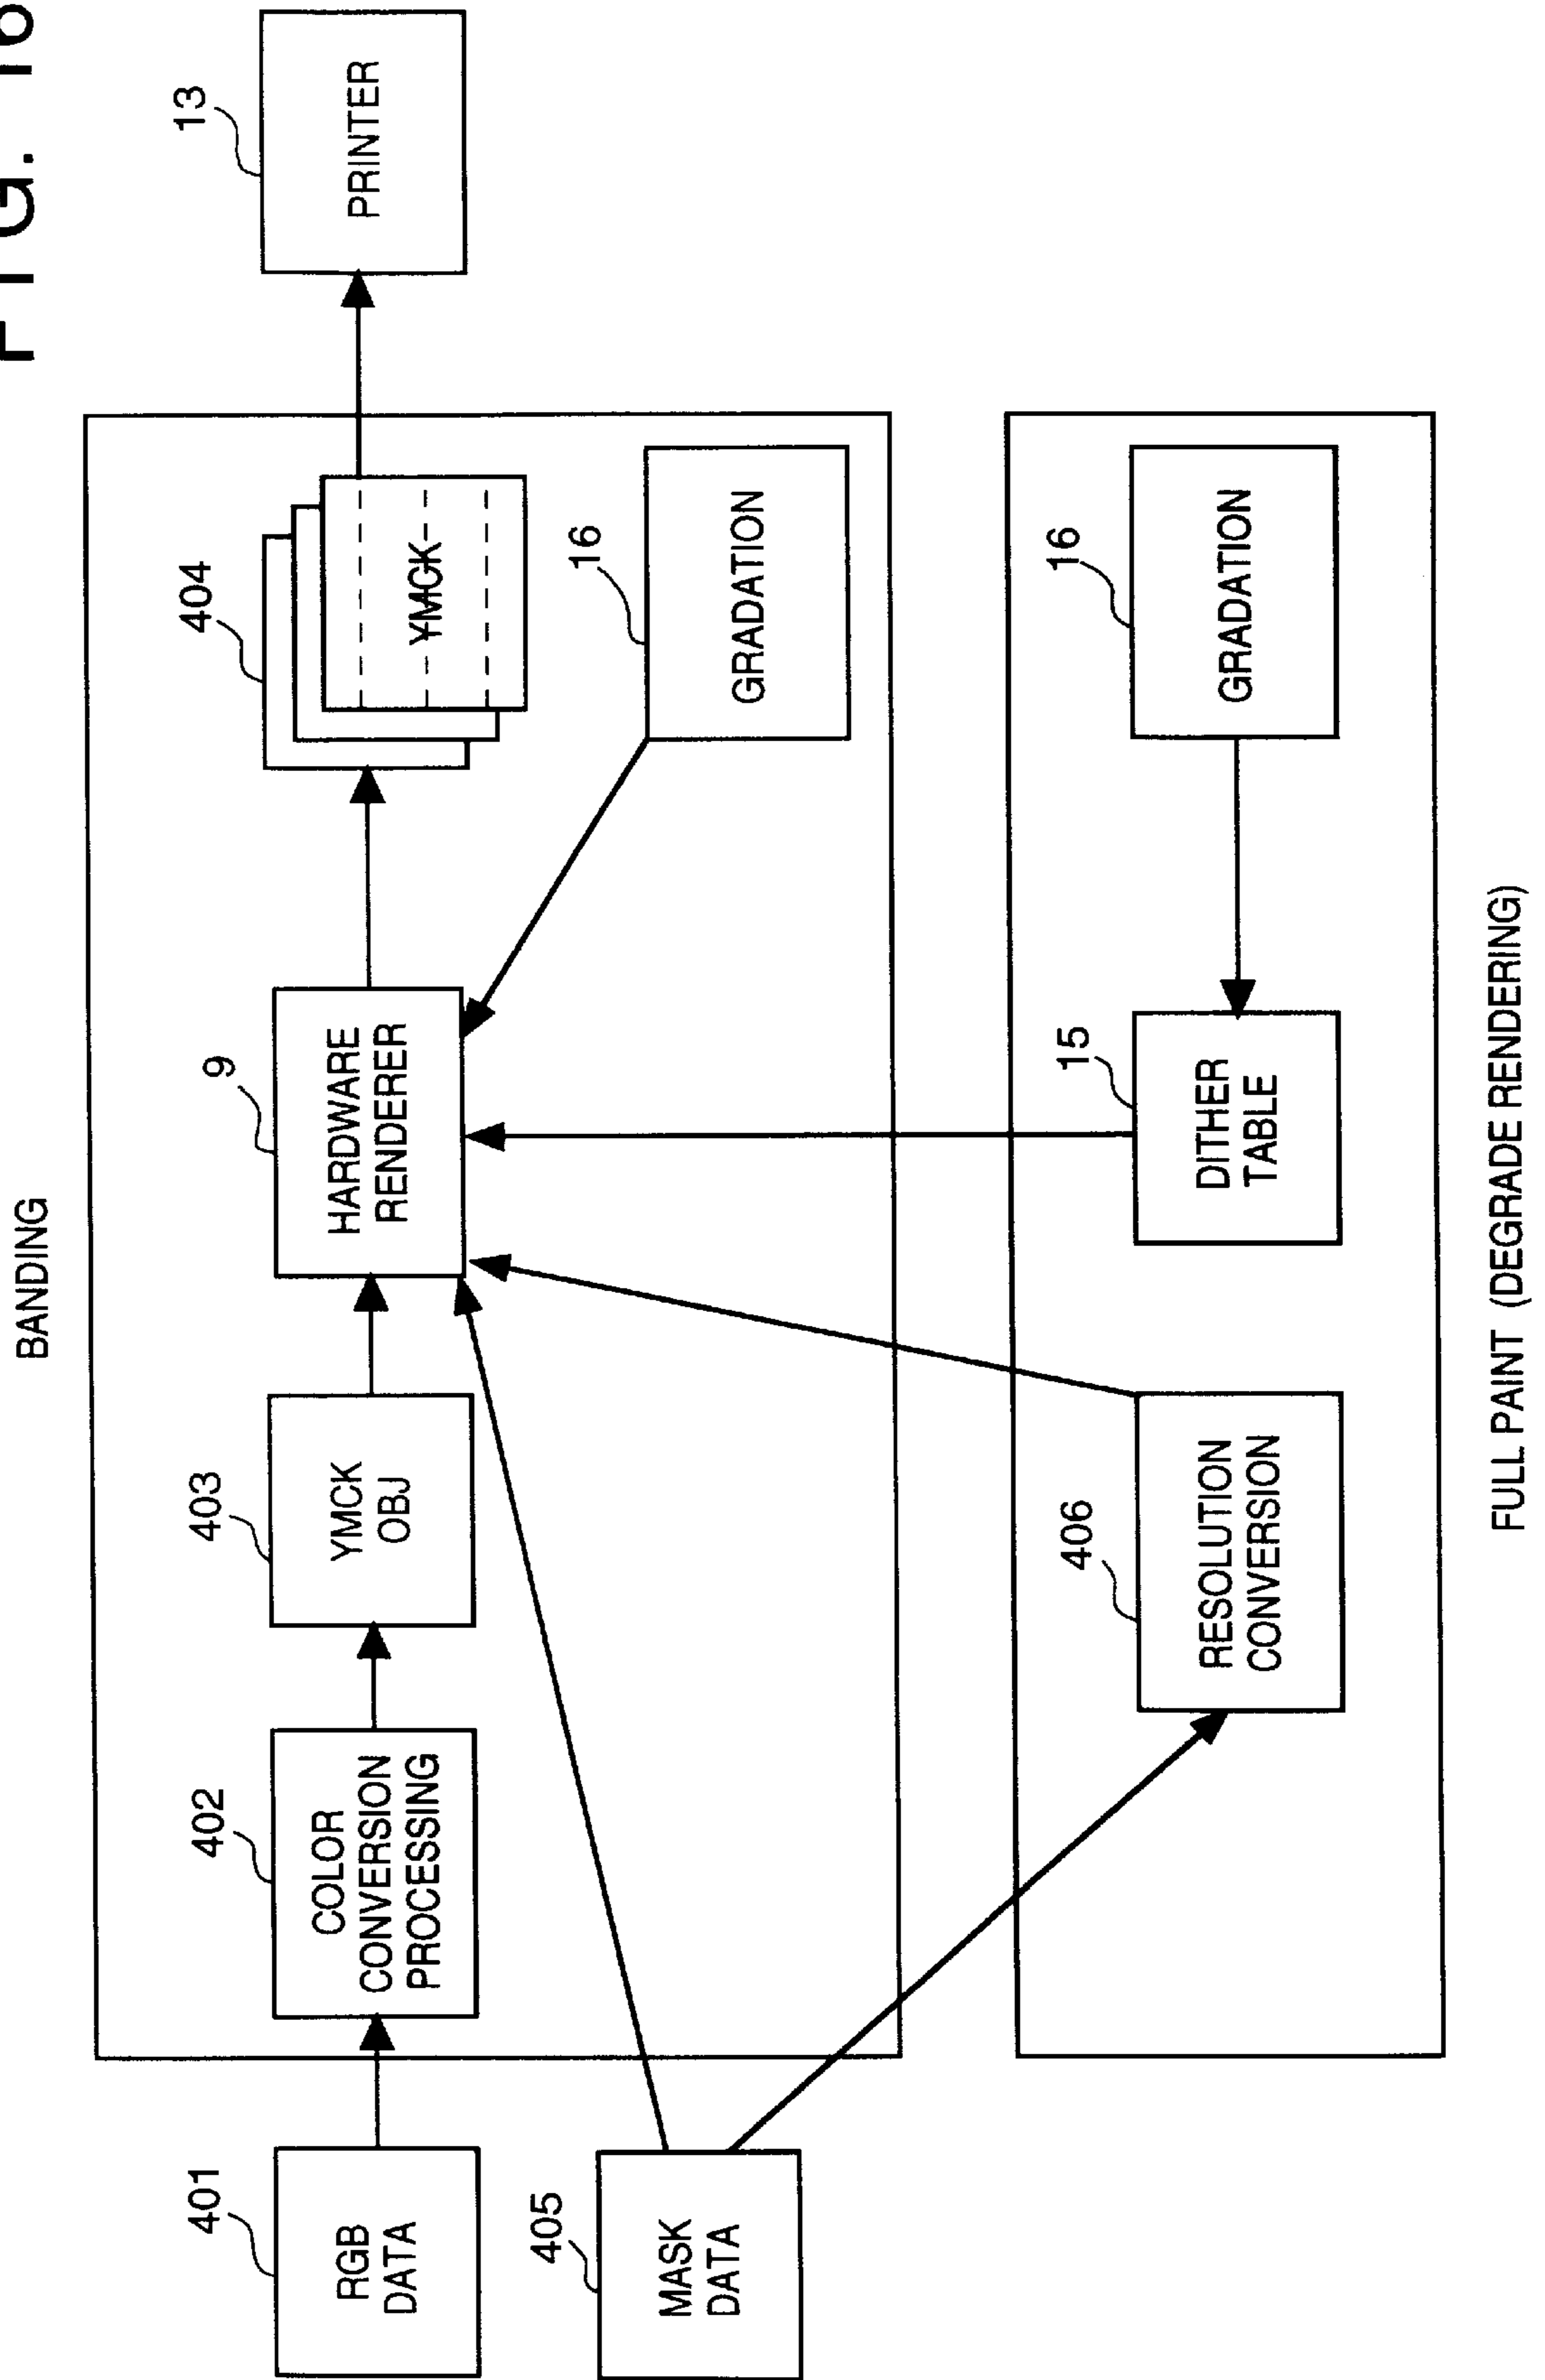 FIG. 16
BANDING
401
RGB
DATA
402
COLOR
CONVERSION
PROCESSING
403
YMCK
OBJ
9
HARDWARE
RENDERER
404
YMCK
13
PRINTER
16
GRADATION
405
MASK
DATA
406
RESOLUTION
CONVERSION
15
DITHER
TABLE
16
GRADATION
FULL PAINT (DEGRADE RENDERING)